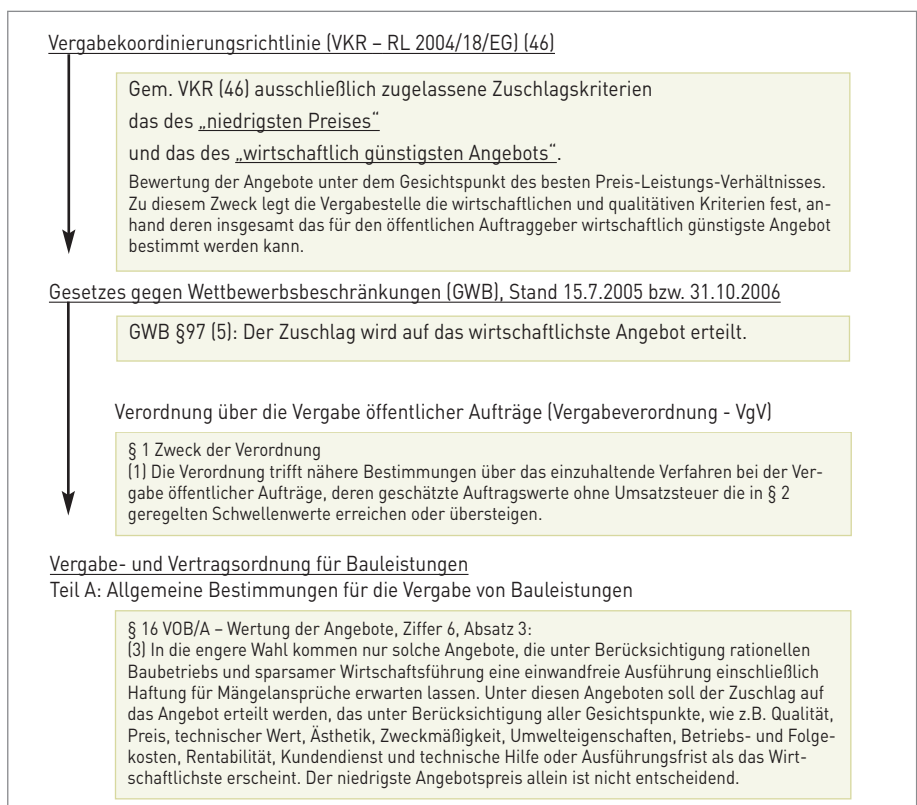 Vergabekoordinierungsrichtlinie (VKR – RL 2004/18/EG) (46)
Gem. VKR (46) ausschließlich zugelassene Zuschlagskriterien
das des „niedrigsten Preises“
und das des „wirtschaftlich günstigsten Angebots“.
Bewertung der Angebote unter dem Gesichtspunkt des besten Preis-Leistungs-Verhältnisses.
Zu diesem Zweck legt die Vergabestelle die wirtschaftlichen und qualitätiven Kriterien fest, an-
hand deren insgesamt das für den öffentlichen Auftraggeber wirtschaftlich günstigste Angebot
bestimmt werden kann.
Gesetzes gegen Wettbewerbsbeschränkungen (GWB), Stand 15.7.2005 bzw. 31.10.2006
GWB §97 (5): Der Zuschlag wird auf das wirtschaftlichste Angebot erteilt.
Verordnung über die Vergabe öffentlicher Aufträge (Vergabeverordnung - VgV)
§ 1 Zweck der Verordnung
(1) Die Verordnung trifft nähere Bestimmungen über das einzuhaltende Verfahren bei der Ver-
gabe öffentlicher Aufträge, deren geschätzte Auftragswerte ohne Umsatzsteuer die in § 2
geregelten Schwellenwerte erreichen oder übersteigen.
Vergabe- und Vertragsordnung für Bauleistungen
Teil A: Allgemeine Bestimmungen für die Vergabe von Bauleistungen
§ 16 VOB/A – Wertung der Angebote, Ziffer 6, Absatz 3:
(3) In die engere Wahl kommen nur solche Angebote, die unter Berücksichtigung rationellen
Baubetriebs und sparsamer Wirtschaftsführung eine einwandfreie Ausführung einschließlich
Haftung für Mängelansprüche erwarten lassen. Unter diesen Angeboten soll der Zuschlag auf
das Angebot erteilt werden, das unter Berücksichtigung aller Gesichtspunkte, wie z.B. Qualität,
Preis, technischer Wert, Ästhetik, Zweckmäßigkeit, Umwelteigenschaften, Betriebs- und Folge-
kosten, Rentabilität, Kundendienst und technische Hilfe oder Ausführungsfrist als das Wirt-
schaftlichste erscheint. Der niedrigste Angebotspreis allein ist nicht entscheidend.